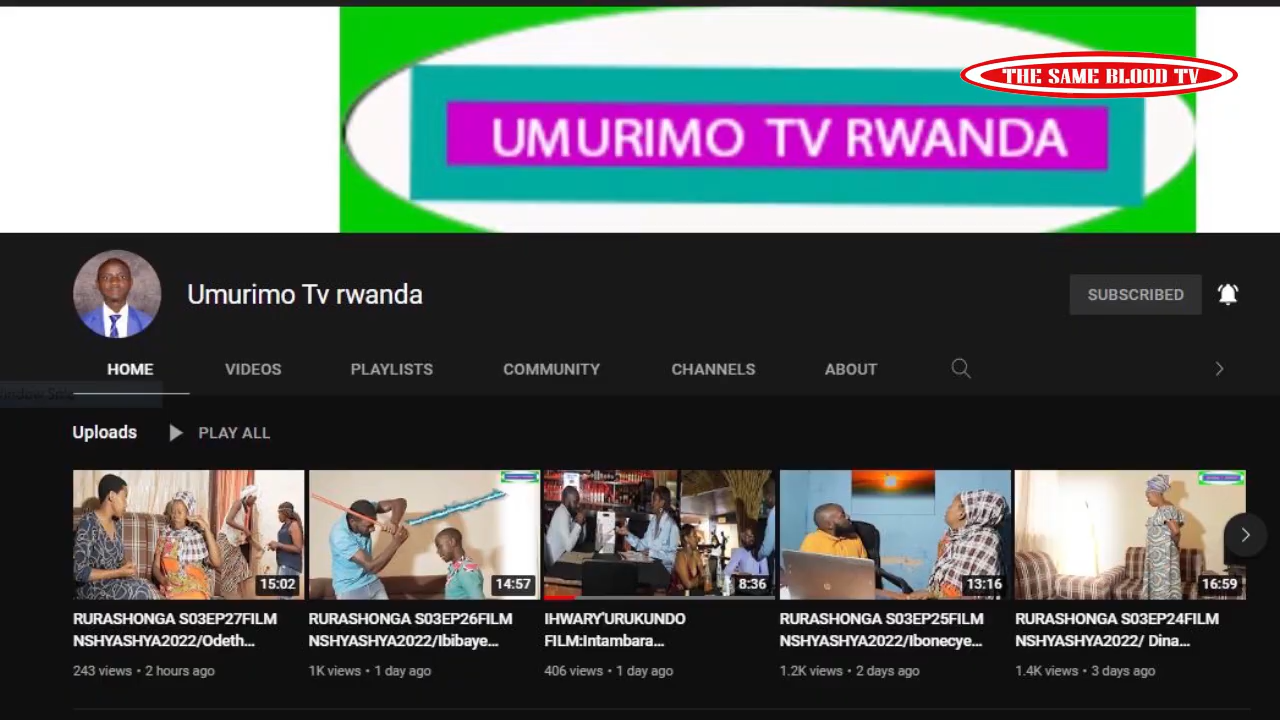 THE SAME BLOOD TV
UMURIMO TV RWANDA
Umurimo Tv rwanda
SUBSCRIBED
HOME VIDEOS PLAYLISTS COMMUNITY CHANNELS ABOUT
Uploads PLAY ALL
15:02 14:57 8:36 13:16 16:59
RURASHONGA S03EP27FILM
NSHYASHYA2022/Odeth...
243 views • 2 hours ago
RURASHONGA S03EP26FILM
NSHYASHYA2022/Ibibaye...
1K views • 1 day ago
IHWARY'URUKUNDO
FILM:Intambara...
406 views • 1 day ago
RURASHONGA S03EP25FILM
NSHYASHYA2022/Ibonecye...
1.2K views • 2 days ago
RURASHONGA S03EP24FILM
NSHYASHYA2022/ Dina...
1.4K views • 3 days ago